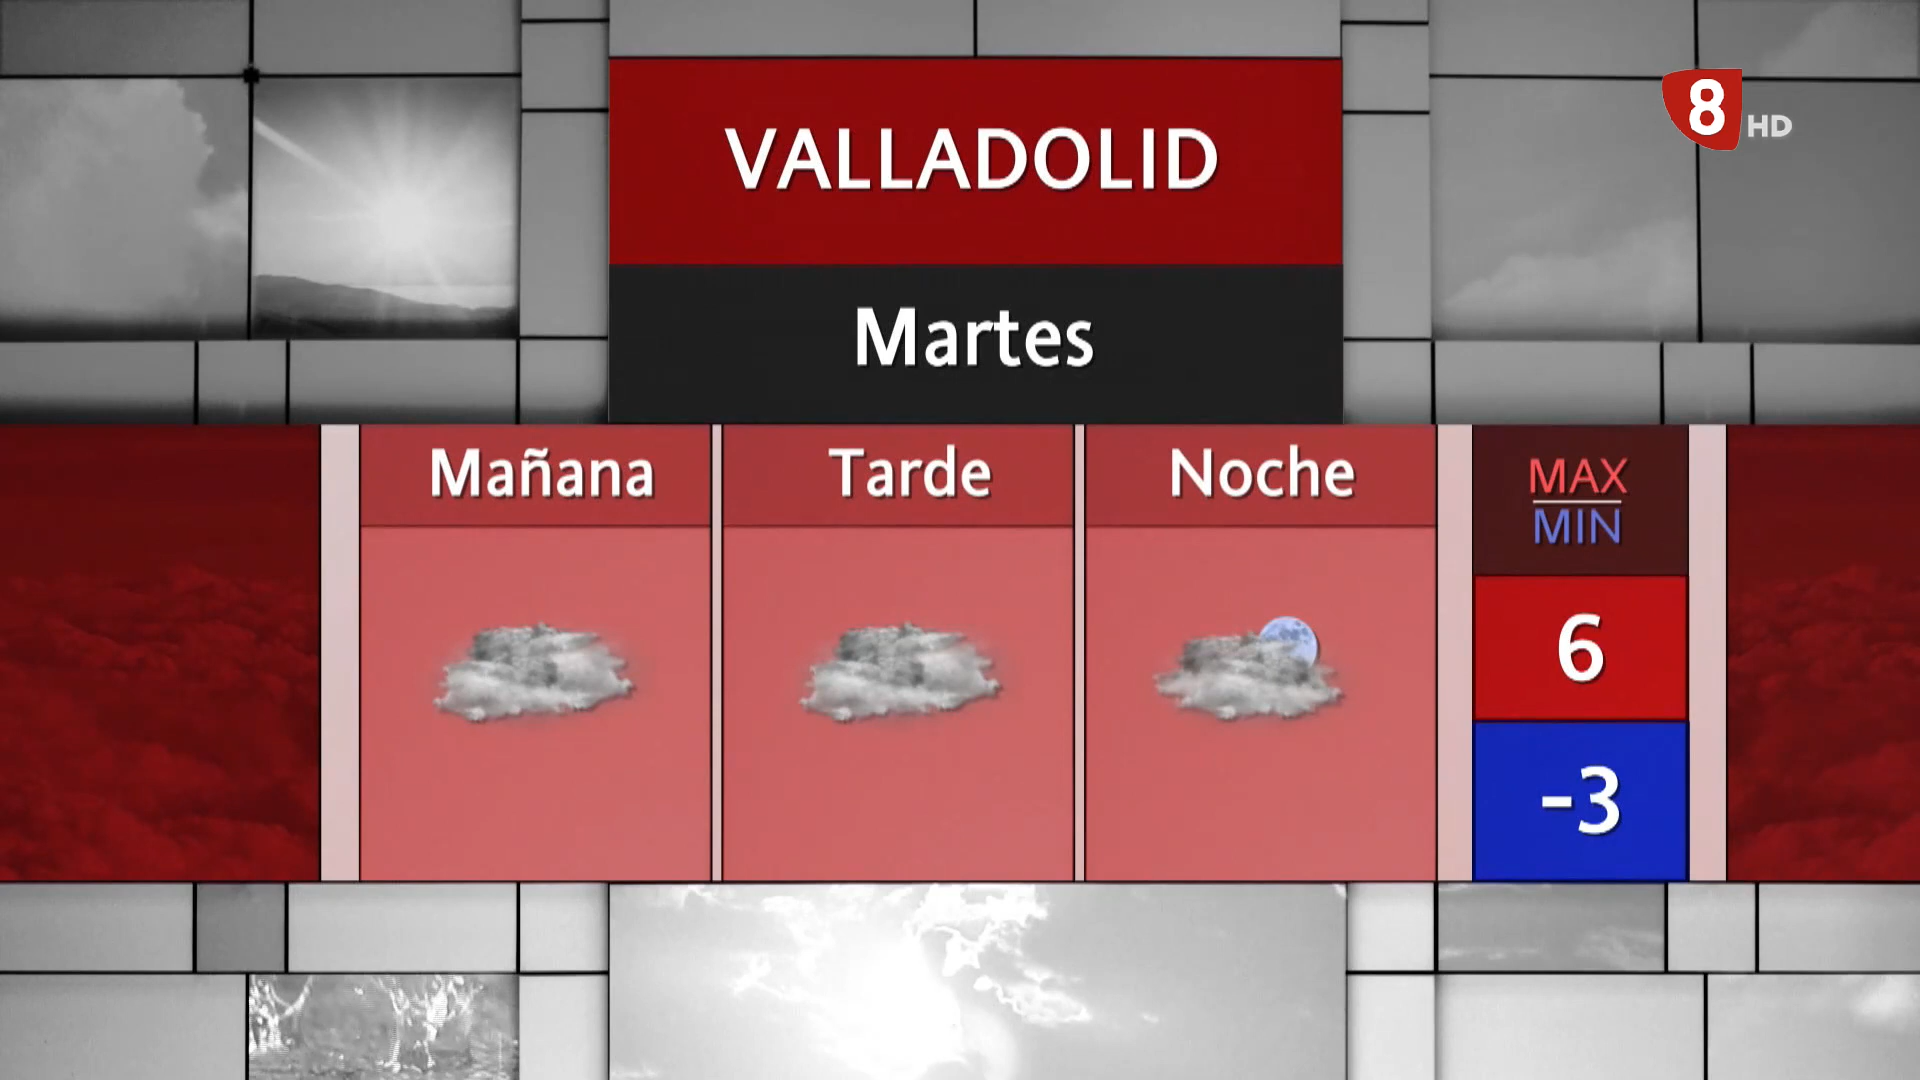 8 HD
VALLADOLID
Martes
Mañana
Tarde
Noche
MAX
MIN
6
-3